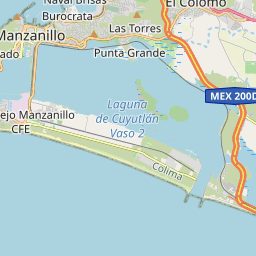 Naval Brisas
Burocrata
El Colomo
Las Torres
Manzanillo
Punta Grande
MEX 200D
Laguna
de Cuyutlán
Vaso 2
ejo Manzanillo
CFE
Colima